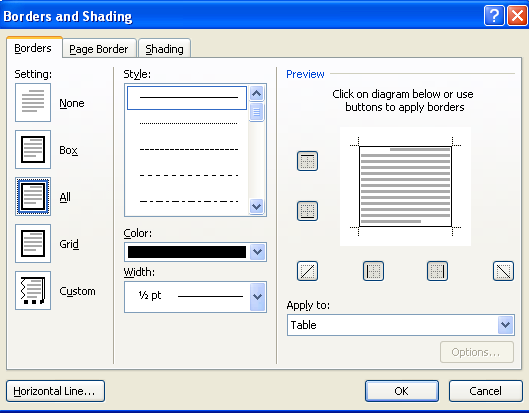 Borders and Shading
Borders
Page Border
Shading
Setting:
None
Box
All
Grid
Custom
Style:
Color:
Width:
½ pt
Preview
Click on diagram below or use
buttons to apply borders
Apply to:
Table
Options...
Horizontal Line...
OK
Cancel